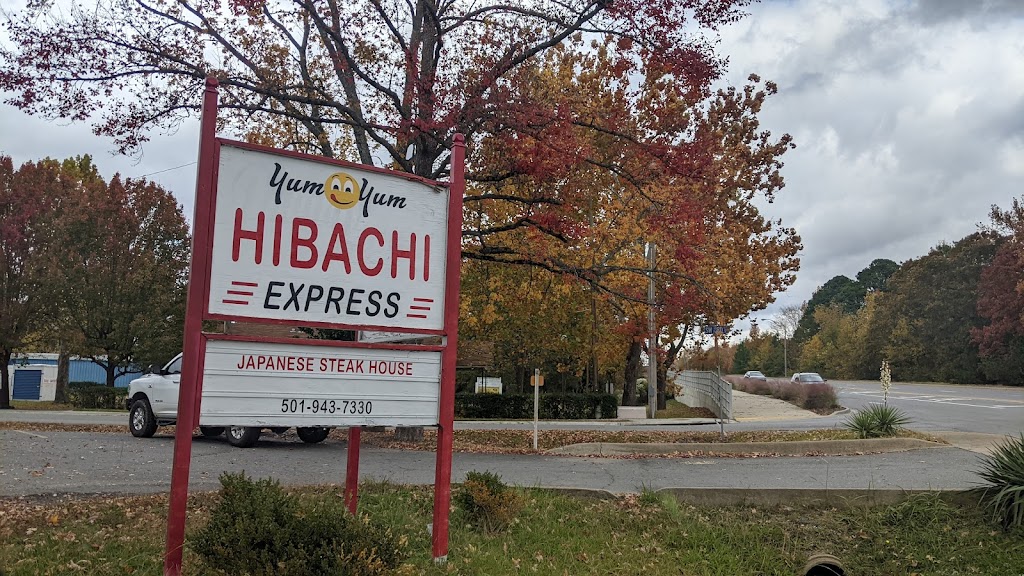 Yum Yum
HIBACHI
EXPRESS
JAPANESE STEAK HOUSE
501-943-7330